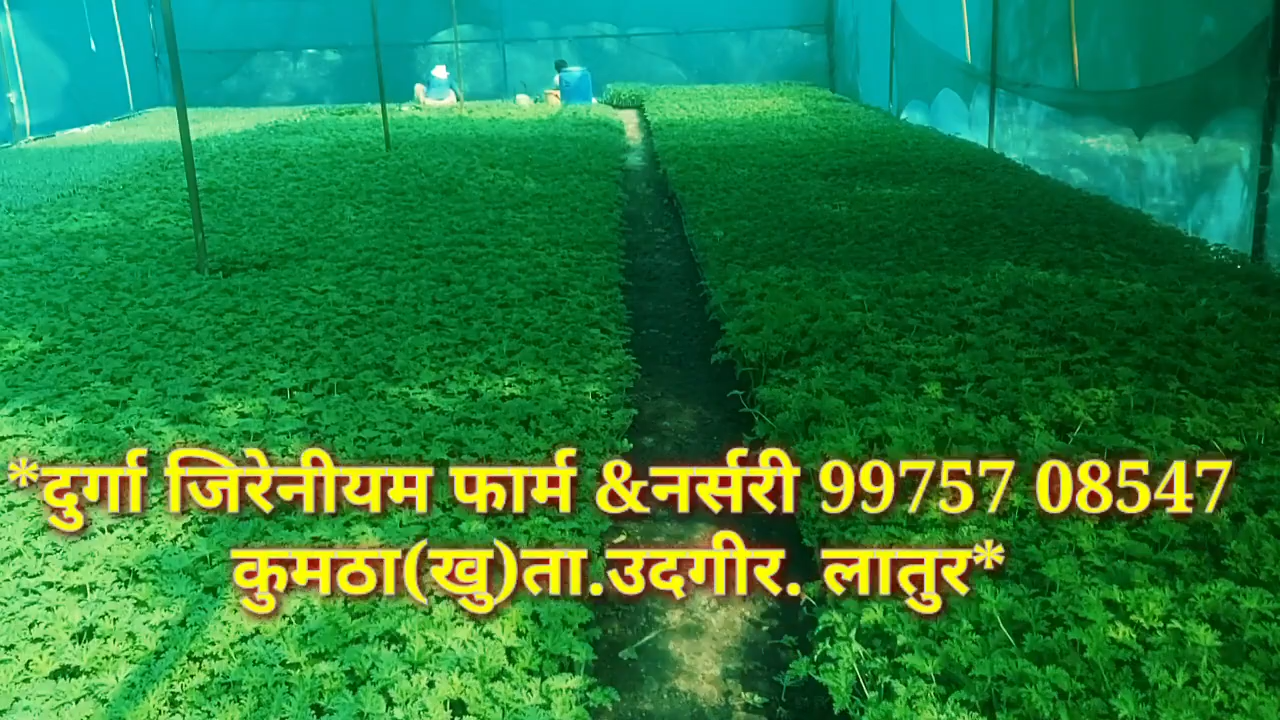 *दुर्गा जिरेनीयम फार्म &नर्सरी 99757 08547
कुमठा(खु)ता.उदगीर. लातुर*